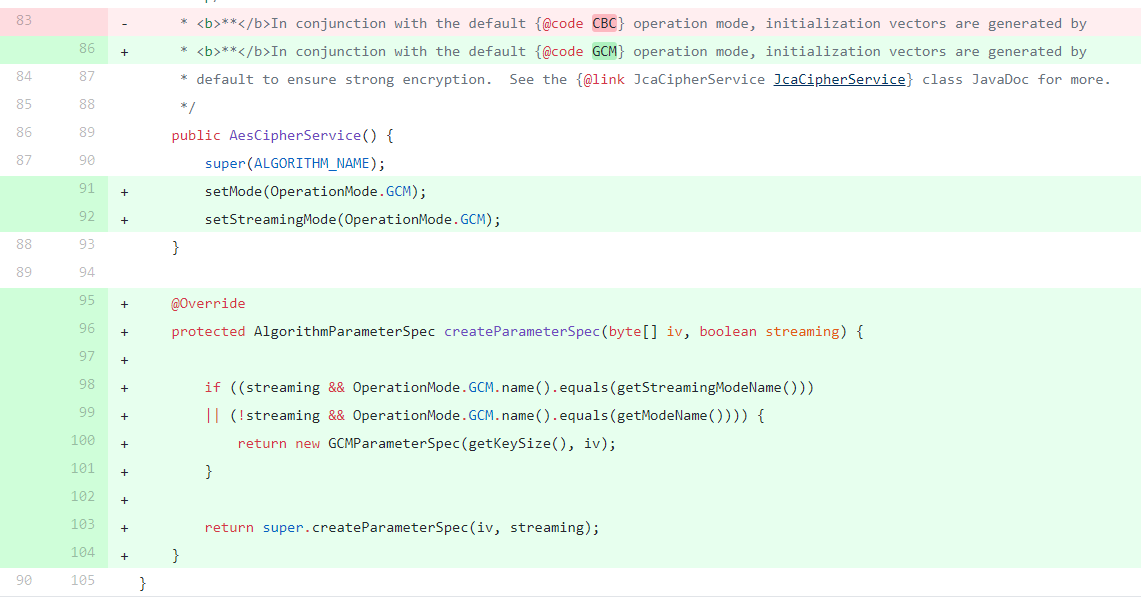 83 - * <b>**</b>In conjunction with the default {@code CBC} operation mode, initialization vectors are generated by
86 + * <b>**</b>In conjunction with the default {@code GCM} operation mode, initialization vectors are generated by
84 87 * default to ensure strong encryption.  See the {@link JcaCipherService JcaCipherService} class JavaDoc for more.
85 88 */
86 89 public AesCipherService() {
87 90 super(ALGORITHM_NAME);
91 + setMode(OperationMode.GCM);
92 + setStreamingMode(OperationMode.GCM);
88 93 }
89 94
95 + @Override
96 + protected AlgorithmParameterSpec createParameterSpec(byte[] iv, boolean streaming) {
97 +
98 + if ((streaming && OperationMode.GCM.name().equals(getStreamingModeName()))
99 + || (!streaming && OperationMode.GCM.name().equals(getModeName()))) {
100 + return new GCMParameterSpec(getKeySize(), iv);
101 + }
102 +
103 + return super.createParameterSpec(iv, streaming);
104 + }
90 105 }